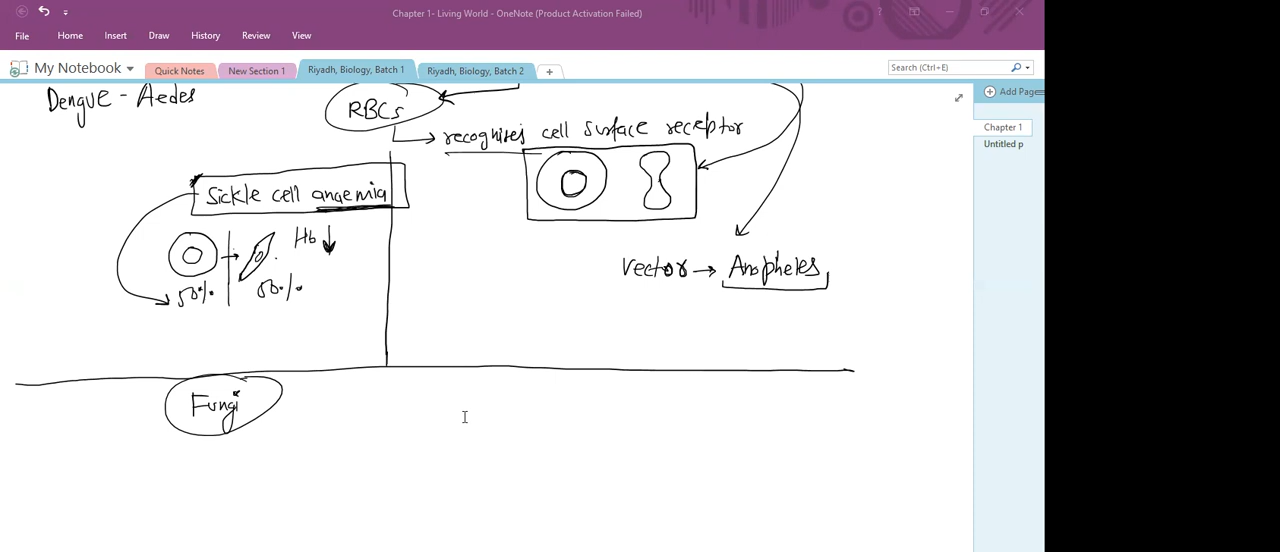 Chapter 1- Living World - OneNote (Product Activation Failed)
?
File Home Insert Draw History Review View
My Notebook Quick Notes New Section 1 Riyadh, Biology, Batch 1 Riyadh, Biology, Batch 2 + Search (Ctrl+E)
Add Page
Chapter 1
Untitled p
Dengue - Aedes
RBCs
recognises cell surface receptor
Sickle cell anaemia
Hb
50% 50%
Vector → Anopheles
Fungi